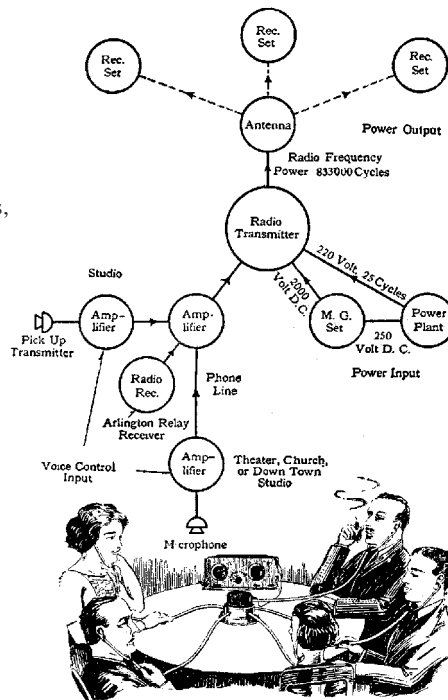 Rec.
Set
Rec.
Set
Rec.
Set
Antenna
Power Output
Radio Frequency
Power 833000 Cycles
Radio
Transmitter
220 Volt, 25 Cycles
2000
Volt D.C.
Studio
Amp-
lifier
Amp-
lifier
M. G.
Set
Power
Plant
250
Volt D. C.
Pick Up
Transmitter
Power Input
Radio
Rec.
Phone
Line
Arlington Relay
Receiver
Voice Control
Input
Amp-
lifier
Theater, Church,
or Down Town
Studio
M crophone